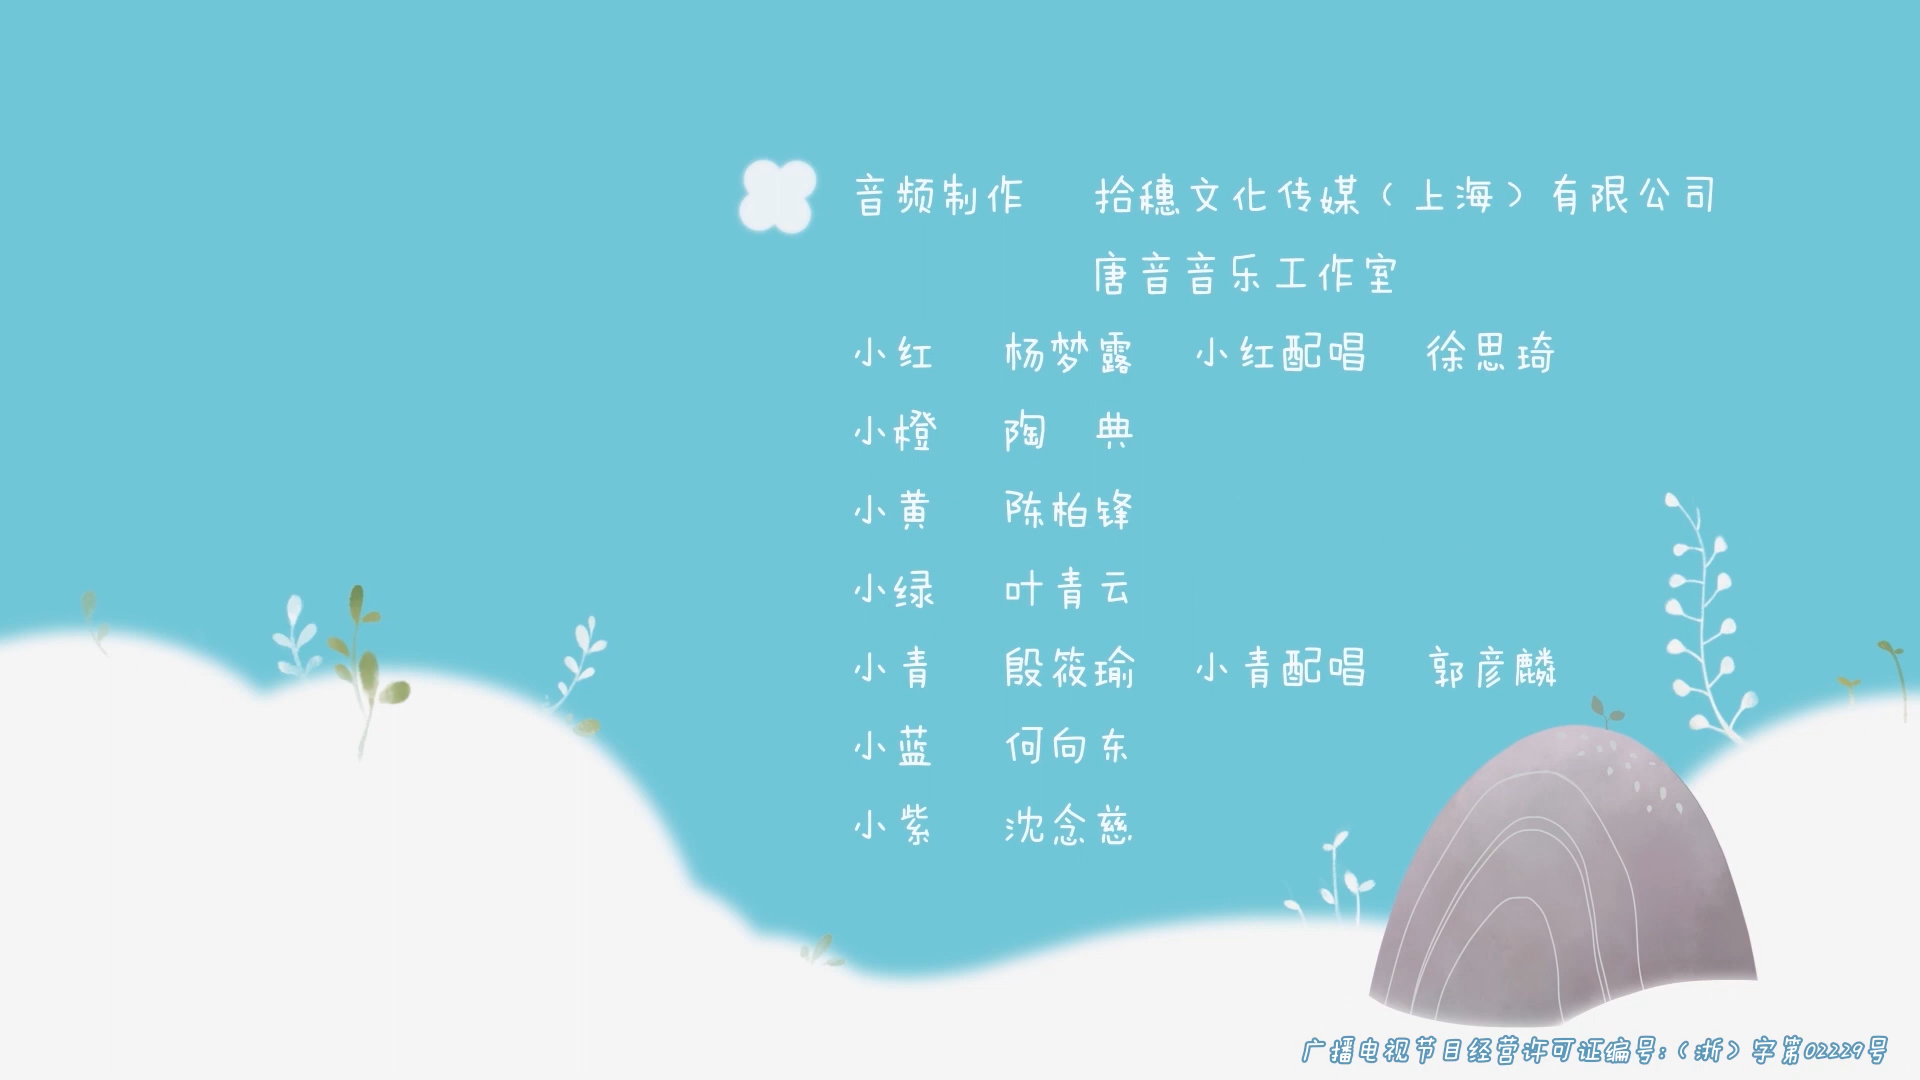 音频制作 拾穗文化传媒（上海）有限公司
唐音音乐工作室
小红 杨梦露 小红配唱 徐思琦
小橙 陶 典
小黄 陈柏锋
小绿 叶青云
小青 殷筱瑜 小青配唱 郭彦麟
小蓝 何向东
小紫 沈念慈
广播电视节目经营许可证编号:（浙）字第02229号